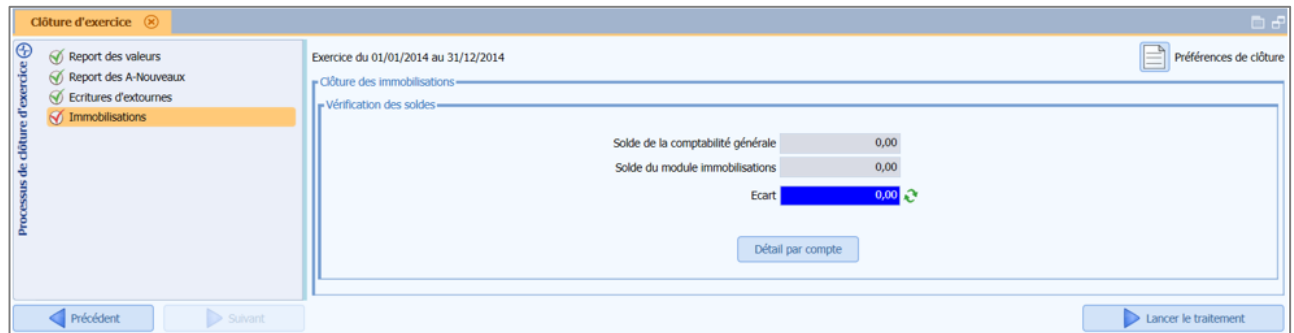 Clôture d'exercice
Processus de clôture d'exercice
Report des valeurs
Report des A-Nouveaux
Ecritures d'extournes
Immobilisations
Exercice du 01/01/2014 au 31/12/2014
Préférences de clôture
Clôture des immobilisations
Vérification des soldes
Solde de la comptabilité générale 0,00
Solde du module immobilisations 0,00
Ecart 0,00
Détail par compte
Précédent
Suivant
Lancer le traitement